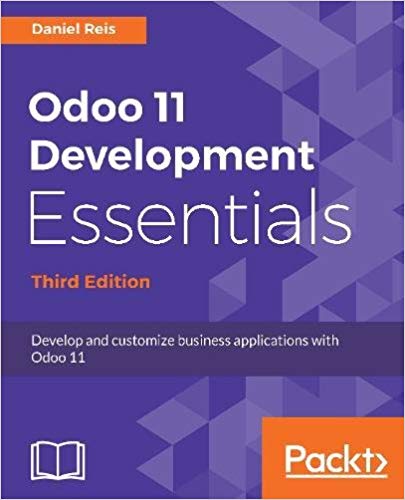 Daniel Reis
Odoo 11
Development
Essentials
Third Edition
Develop and customize business applications with
Odoo 11
Packt>